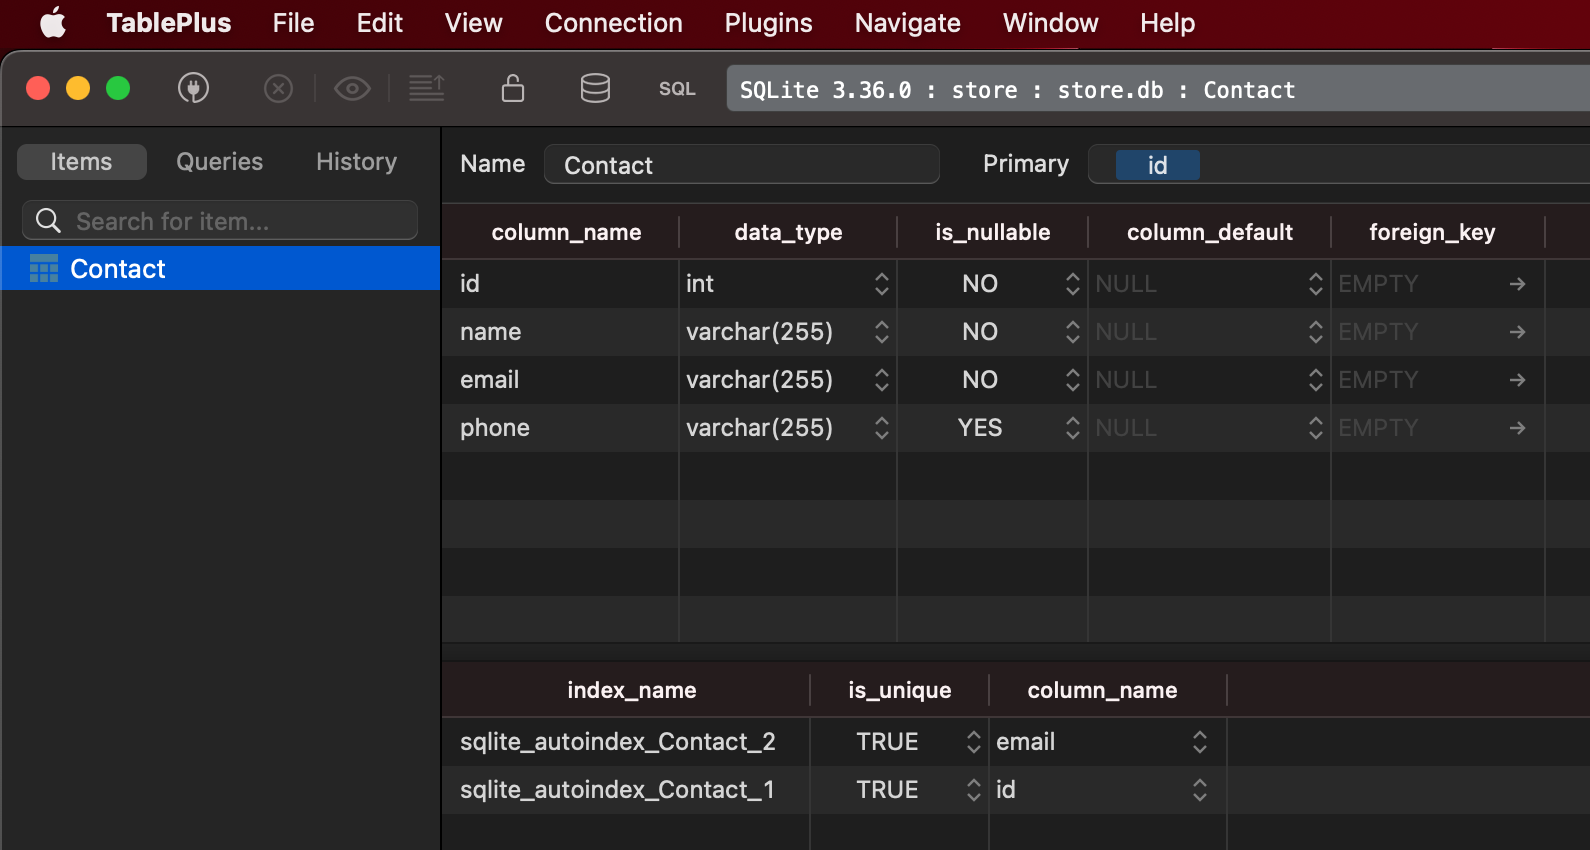 TablePlus File Edit View Connection Plugins Navigate Window Help
SQL SQLite 3.36.0 : store : store.db : Contact
Items Queries History
Search for item...
Contact
Name Contact Primary id
column_name data_type is_nullable column_default foreign_key
id int NO NULL EMPTY
name varchar(255) NO NULL EMPTY
email varchar(255) NO NULL EMPTY
phone varchar(255) YES NULL EMPTY
index_name is_unique column_name
sqlite_autoindex_Contact_2 TRUE email
sqlite_autoindex_Contact_1 TRUE id